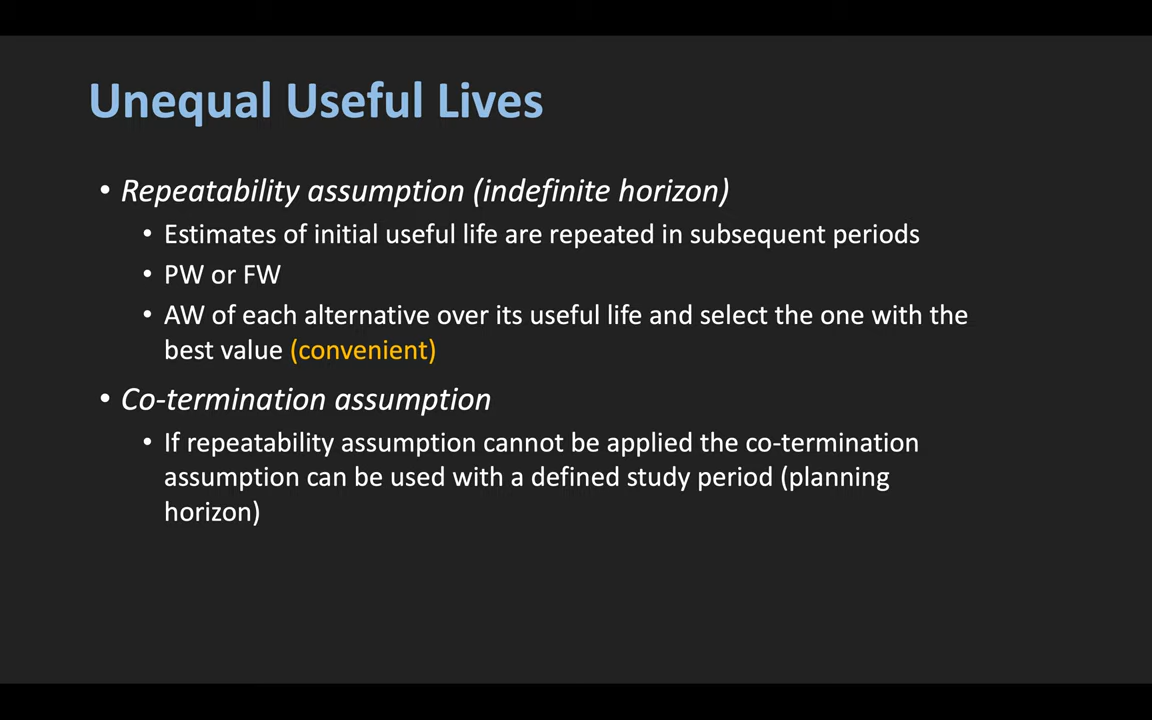 Unequal Useful Lives
• Repeatability assumption (indefinite horizon)
• Estimates of initial useful life are repeated in subsequent periods
• PW or FW
• AW of each alternative over its useful life and select the one with the
best value (convenient)
• Co-termination assumption
• If repeatability assumption cannot be applied the co-termination
assumption can be used with a defined study period (planning
horizon)